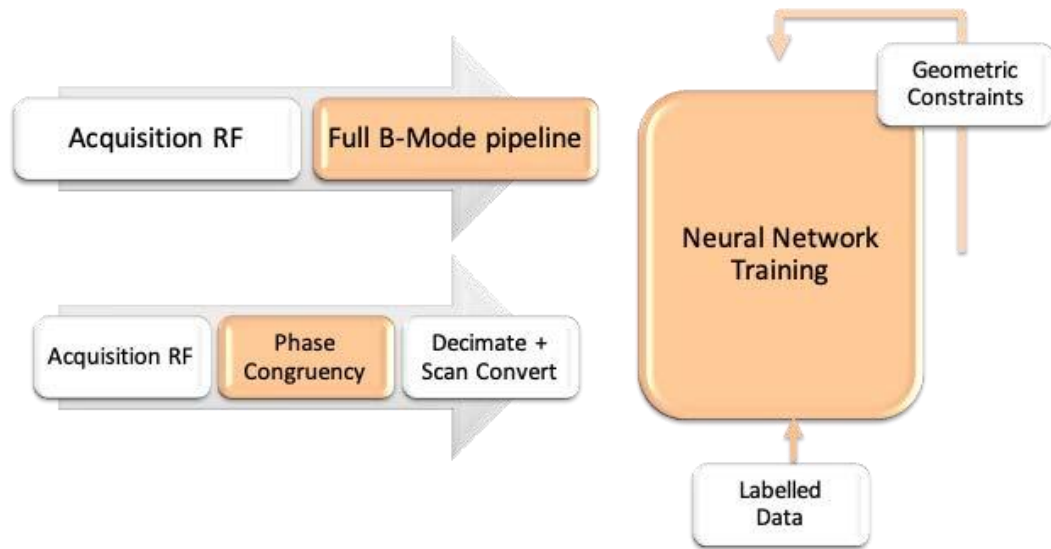 Acquisition RF
Full B-Mode pipeline
Acquisition RF
Phase
Congruency
Decimate +
Scan Convert
Geometric
Constraints
Neural Network
Training
Labelled
Data